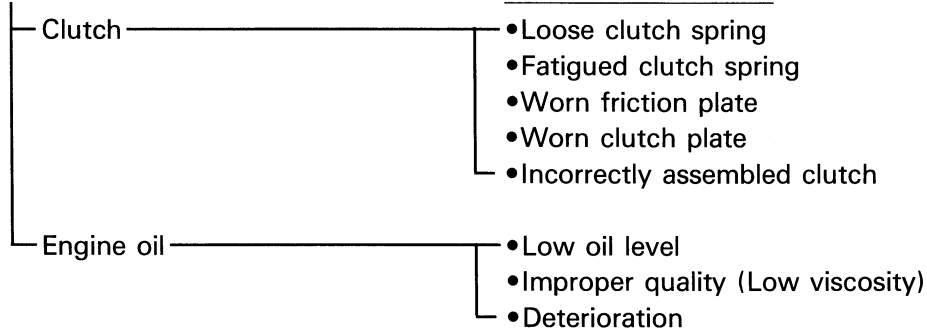 Clutch
•Loose clutch spring
•Fatigued clutch spring
•Worn friction plate
•Worn clutch plate
•Incorrectly assembled clutch
Engine oil
•Low oil level
•Improper quality (Low viscosity)
•Deterioration